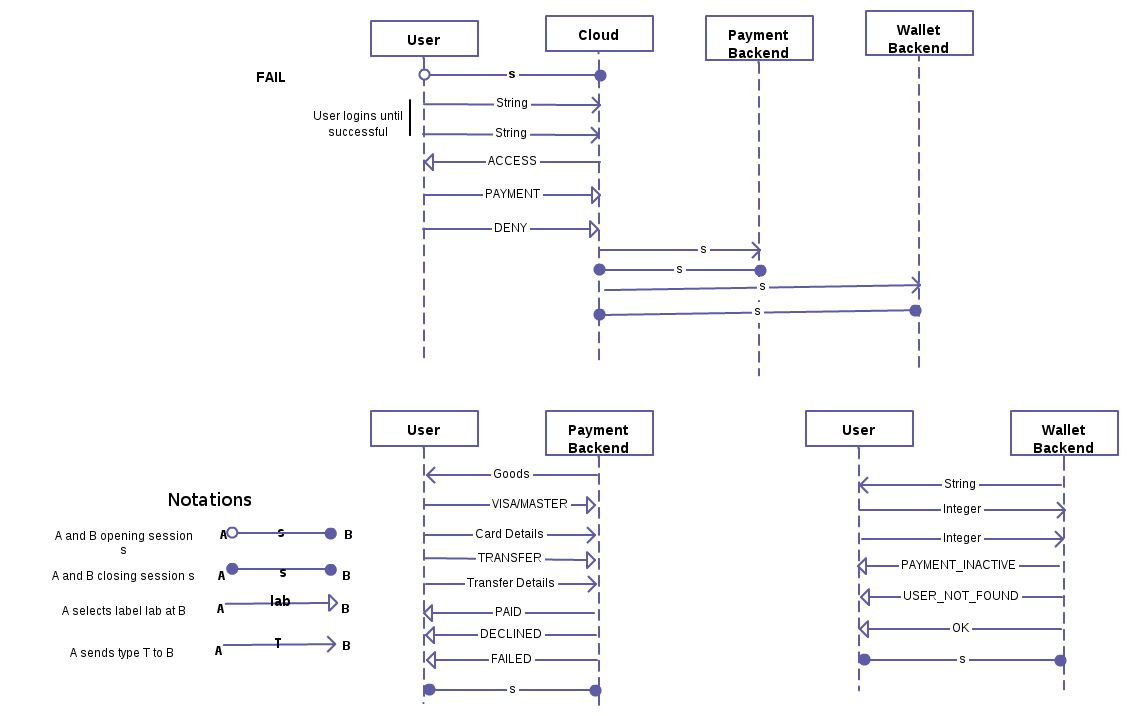 User
Cloud
Payment
Backend
Wallet
Backend
FAIL
s
User logins until
successful
String
String
ACCESS
PAYMENT
DENY
s
s
s
s
User
Payment
Backend
User
Wallet
Backend
Goods
VISA/MASTER
Card Details
TRANSFER
Transfer Details
PAID
DECLINED
FAILED
s
String
Integer
Integer
PAYMENT_INACTIVE
USER_NOT_FOUND
OK
s
Notations
A and B opening session
s
A s B
A and B closing session s
A s B
A selects label lab at B
A lab B
A sends type T to B
A T B